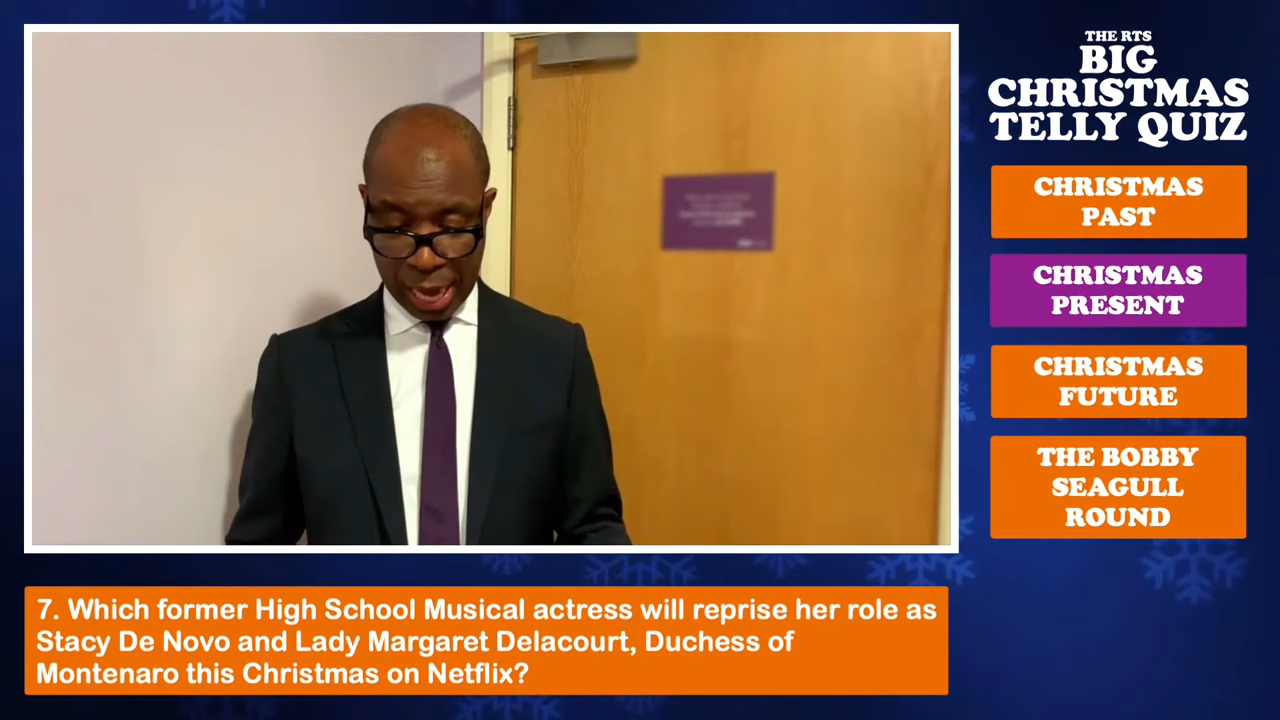 THE RTS
BIG
CHRISTMAS
TELLY QUIZ
CHRISTMAS
PAST
CHRISTMAS
PRESENT
CHRISTMAS
FUTURE
THE BOBBY
SEAGULL
ROUND
7. Which former High School Musical actress will reprise her role as
Stacy De Novo and Lady Margaret Delacourt, Duchess of
Montenaro this Christmas on Netflix?